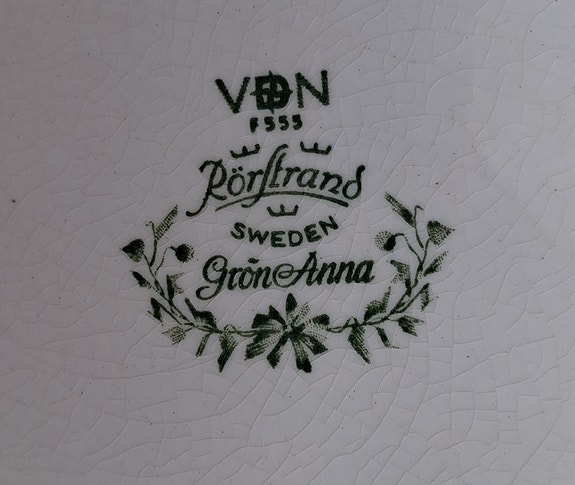 VDN
F555
Rörstrand
SWEDEN
Grön Anna